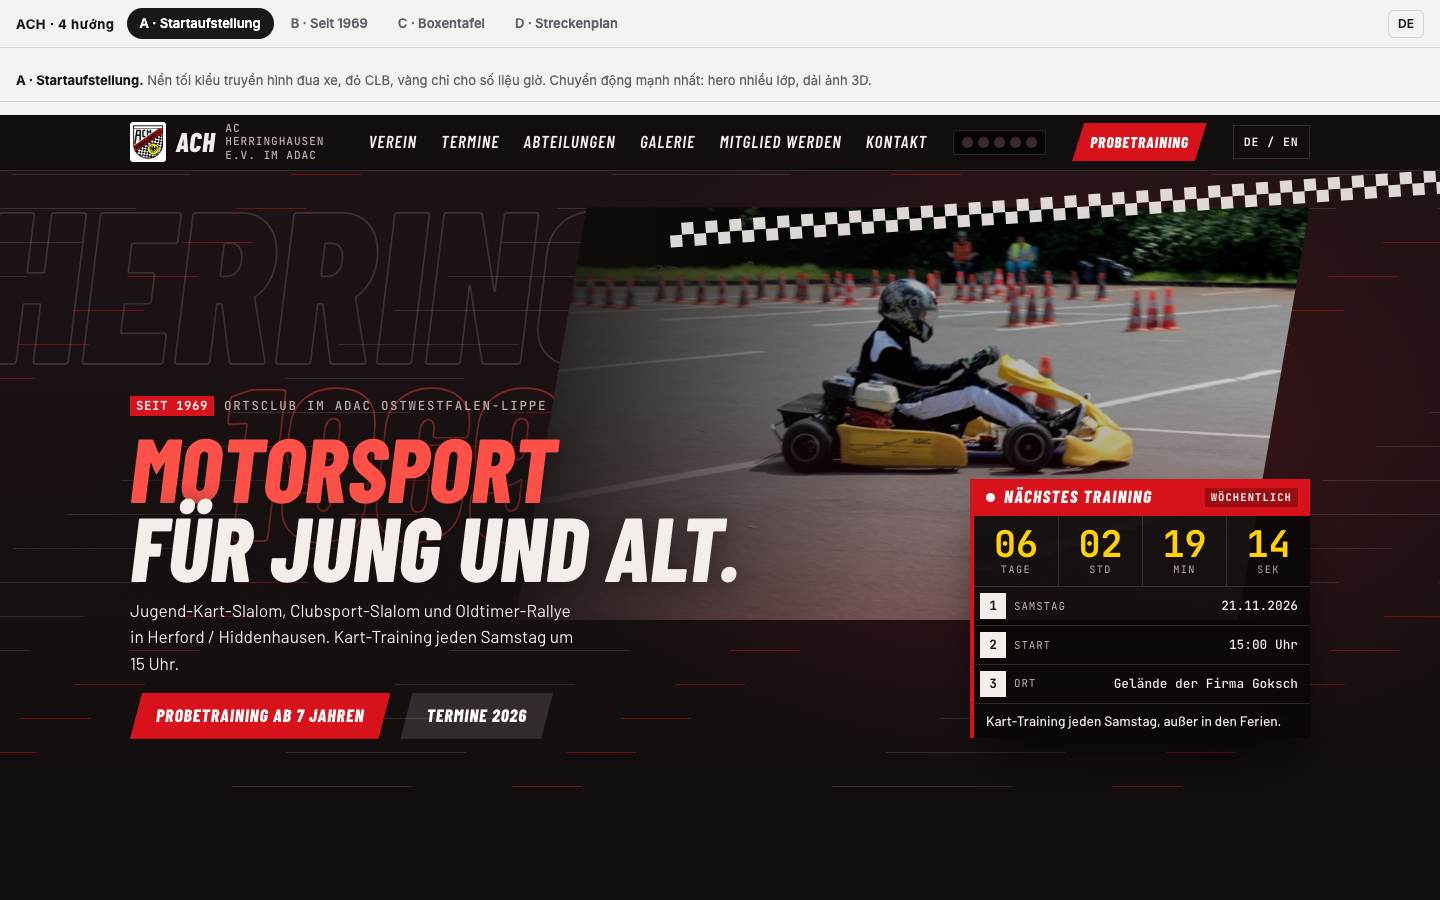 ACH · 4 hướng
A · Startaufstellung
B · Seit 1969
C · Boxentafel
D · Streckenplan
DE
A · Startaufstellung. Nền tối kiểu truyền hình đua xe, đỏ CLB, vàng chỉ cho số liệu giờ. Chuyển động mạnh nhất: hero nhiều lớp, dải ảnh 3D.
ACH
ACH
AC
HERRINGHAUSEN
E.V. IM ADAC
VEREIN
TERMINE
ABTEILUNGEN
GALERIE
MITGLIED WERDEN
KONTAKT
PROBETRAINING
DE / EN
HERRING
1969
SEIT 1969
ORTSCLUB IM ADAC OSTWESTFALEN-LIPPE
MOTORSPORT
FÜR JUNG UND ALT.
Jugend-Kart-Slalom, Clubsport-Slalom und Oldtimer-Rallye
in Herford / Hiddenhausen. Kart-Training jeden Samstag um
15 Uhr.
PROBETRAINING AB 7 JAHREN
TERMINE 2026
NÄCHSTES TRAINING
WÖCHENTLICH
06
02
19
14
TAGE
STD
MIN
SEK
1 SAMSTAG 21.11.2026
2 START 15:00 Uhr
3 ORT Gelände der Firma Goksch
Kart-Training jeden Samstag, außer in den Ferien.